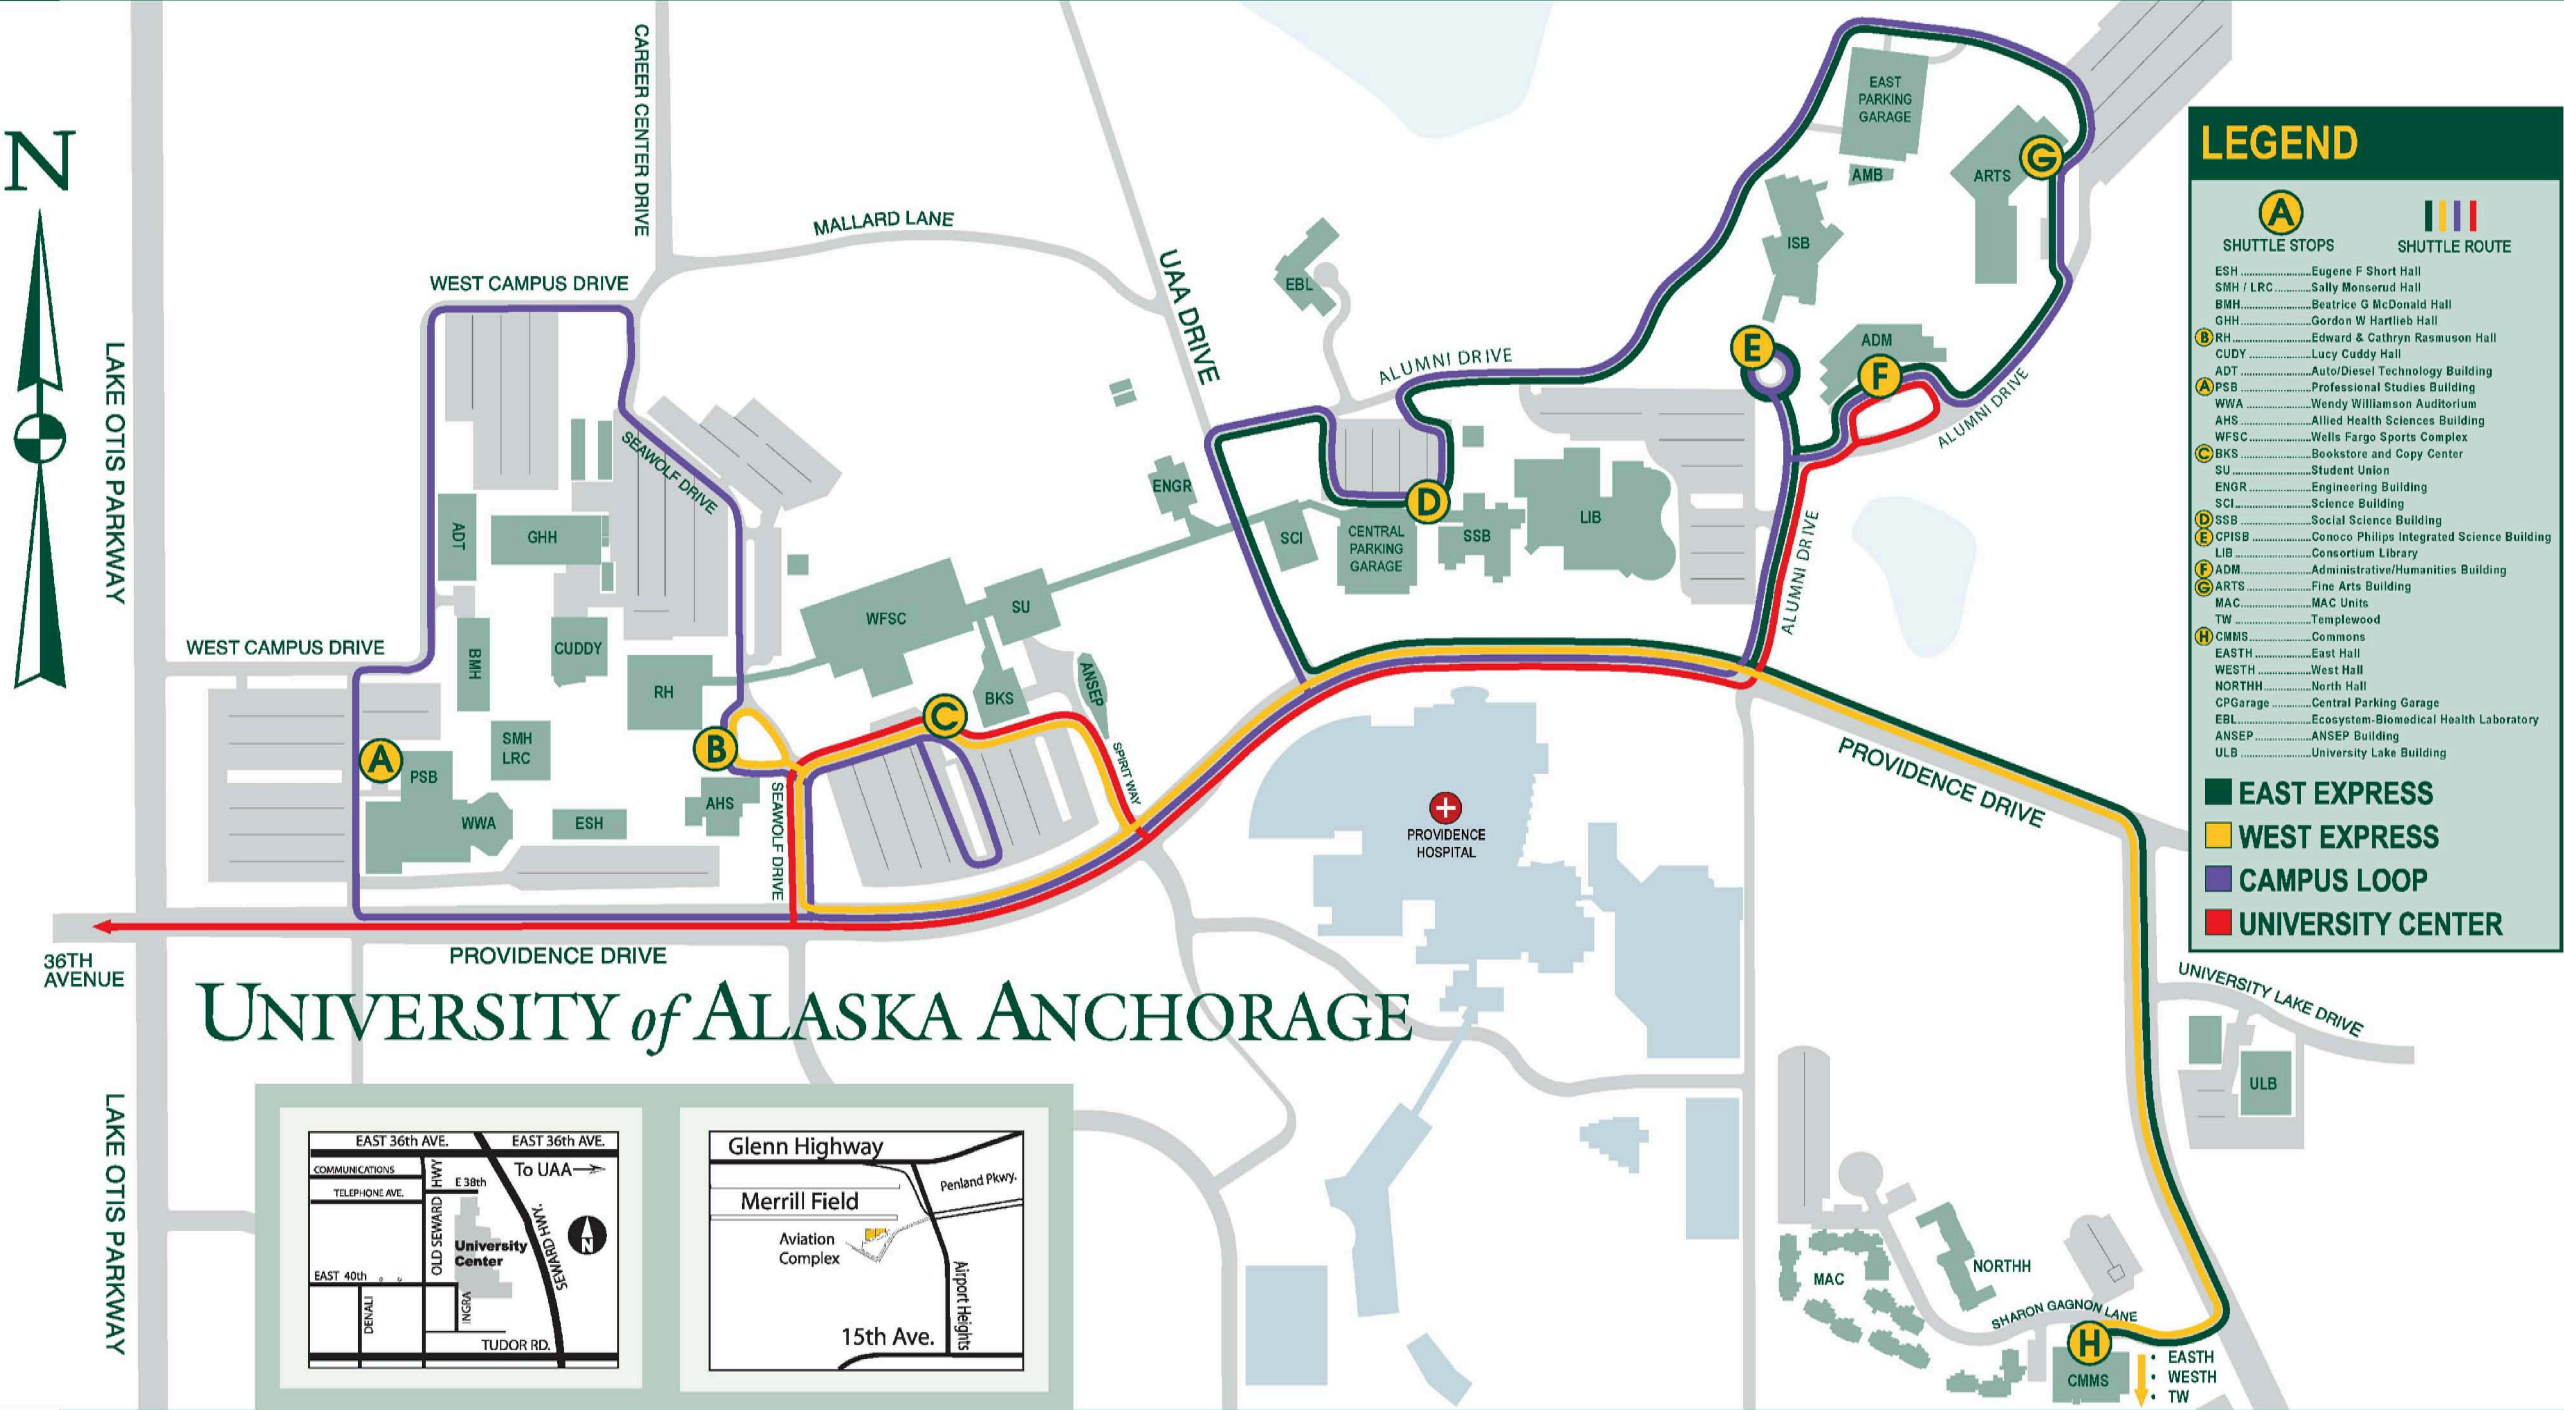 N
LAKE OTIS PARKWAY
CAREER CENTER DRIVE
WEST CAMPUS DRIVE
MALLARD LANE
UAA DRIVE
SEAWOLF DRIVE
ADT
GHH
WEST CAMPUS DRIVE
BMH
CUDDY
RH
SMH
LRC
A
PSB
WWA
ESH
B
AHS
SEAWOLF DRIVE
WFSC
SU
BKS
C
ANSEP
SPIRIT WAY
ENGR
EBL
ALUMNI DRIVE
SCI
CENTRAL
PARKING
GARAGE
D
SSB
LIB
EAST
PARKING
GARAGE
AMB
ARTS
G
ISB
E
ADM
F
ALUMNI DRIVE
ALUMNI DRIVE
PROVIDENCE
HOSPITAL
PROVIDENCE DRIVE
36TH
AVENUE
PROVIDENCE DRIVE
UNIVERSITY of ALASKA ANCHORAGE
LAKE OTIS PARKWAY
UNIVERSITY LAKE DRIVE
ULB
MAC
NORTHH
SHARON GAGNON LANE
H
CMMS
• EASTH
• WESTH
• TW
EAST 36th AVE.
EAST 36th AVE.
COMMUNICATIONS
To UAA
TELEPHONE AVE.
E 38th
OLD SEWARD HWY
SEWARD HWY.
N
University
Center
EAST 40th
DENALI
INGRA
TUDOR RD.
Glenn Highway
Penland Pkwy.
Merrill Field
Aviation
Complex
Airport Heights
15th Ave.
LEGEND
A
SHUTTLE STOPS
SHUTTLE ROUTE
ESH ....................Eugene F Short Hall
SMH / LRC...........Sally Monserud Hall
BMH....................Beatrice G McDonald Hall
GHH....................Gordon W Hartlieb Hall
B RH......................Edward & Cathryn Rasmuson Hall
CUDY ..................Lucy Cuddy Hall
ADT ....................Auto/Diesel Technology Building
A PSB ....................Professional Studies Building
WWA ..................Wendy Williamson Auditorium
AHS ....................Allied Health Sciences Building
WFSC..................Wells Fargo Sports Complex
C BKS ....................Bookstore and Copy Center
SU ......................Student Union
ENGR ..................Engineering Building
SCI......................Science Building
D SSB ....................Social Science Building
E CPISB .................Conoco Philips Integrated Science Building
LIB .....................Consortium Library
F ADM....................Administrative/Humanities Building
G ARTS ..................Fine Arts Building
MAC....................MAC Units
TW .....................Templewood
H CMMS.................Commons
EASTH ................East Hall
WESTH ...............West Hall
NORTHH..............North Hall
CPGarage ............Central Parking Garage
EBL.....................Ecosystem-Biomedical Health Laboratory
ANSEP.................ANSEP Building
ULB ....................University Lake Building
EAST EXPRESS
WEST EXPRESS
CAMPUS LOOP
UNIVERSITY CENTER